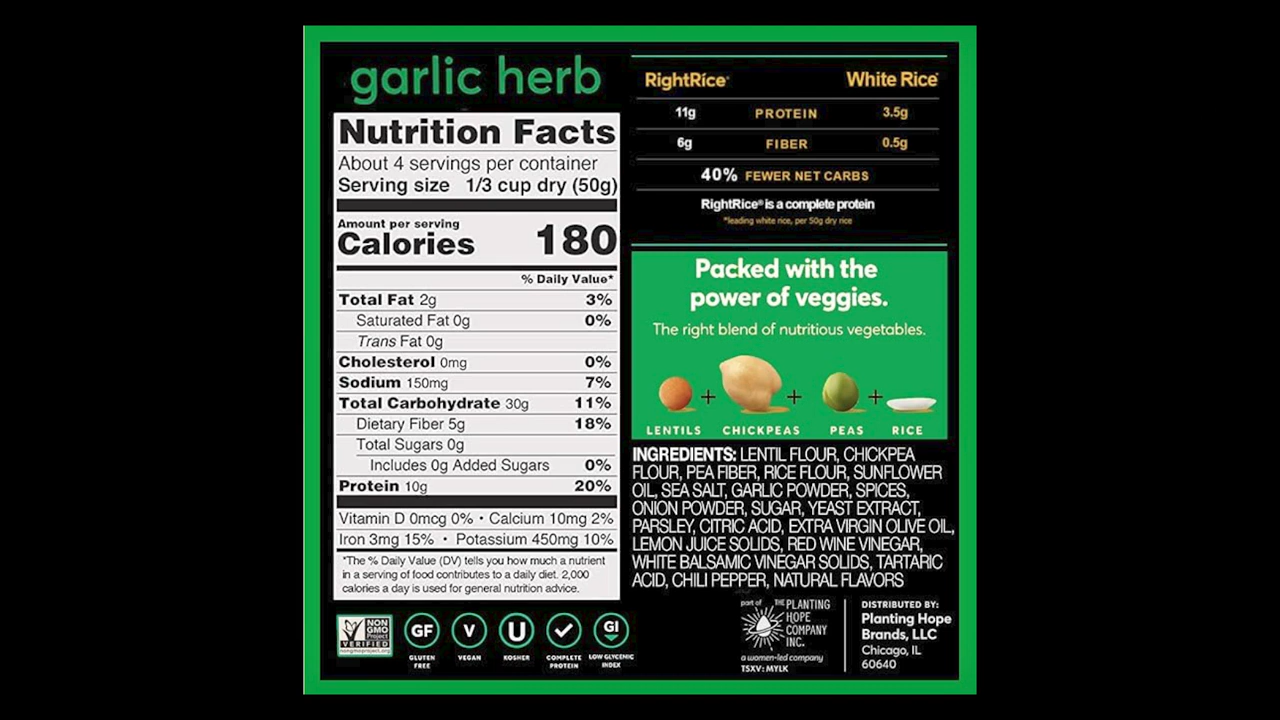 garlic herb
Nutrition Facts
About 4 servings per container
Serving size 1/3 cup dry (50g)
Amount per serving
Calories 180
% Daily Value*
Total Fat 2g 3%
Saturated Fat 0g 0%
Trans Fat 0g
Cholesterol 0mg 0%
Sodium 150mg 7%
Total Carbohydrate 30g 11%
Dietary Fiber 5g 18%
Total Sugars 0g
Includes 0g Added Sugars 0%
Protein 10g 20%
Vitamin D 0mcg 0% • Calcium 10mg 2%
Iron 3mg 15% • Potassium 450mg 10%
*The % Daily Value (DV) tells you how much a nutrient
in a serving of food contributes to a daily diet. 2,000
calories a day is used for general nutrition advice.
NON
GMO
Project
VERIFIED
nongmoproject.org
GF
GLUTEN
FREE
V
VEGAN
U
KOSHER
COMPLETE
PROTEIN
GI
LOW GLYCEMIC
INDEX
RightRice® White Rice*
11g PROTEIN 3.5g
6g FIBER 0.5g
40% FEWER NET CARBS
RightRice® is a complete protein
*leading white rice, per 50g dry rice
Packed with the
power of veggies.
The right blend of nutritious vegetables.
+ + +
LENTILS CHICKPEAS PEAS RICE
INGREDIENTS: LENTIL FLOUR, CHICKPEA
FLOUR, PEA FIBER, RICE FLOUR, SUNFLOWER
OIL, SEA SALT, GARLIC POWDER, SPICES,
ONION POWDER, SUGAR, YEAST EXTRACT,
PARSLEY, CITRIC ACID, EXTRA VIRGIN OLIVE OIL,
LEMON JUICE SOLIDS, RED WINE VINEGAR,
WHITE BALSAMIC VINEGAR SOLIDS, TARTARIC
ACID, CHILI PEPPER, NATURAL FLAVORS
part of THE PLANTING
HOPE
COMPANY
INC.
a women-led company
TSXV: MYLK
DISTRIBUTED BY:
Planting Hope
Brands, LLC
Chicago, IL
60640